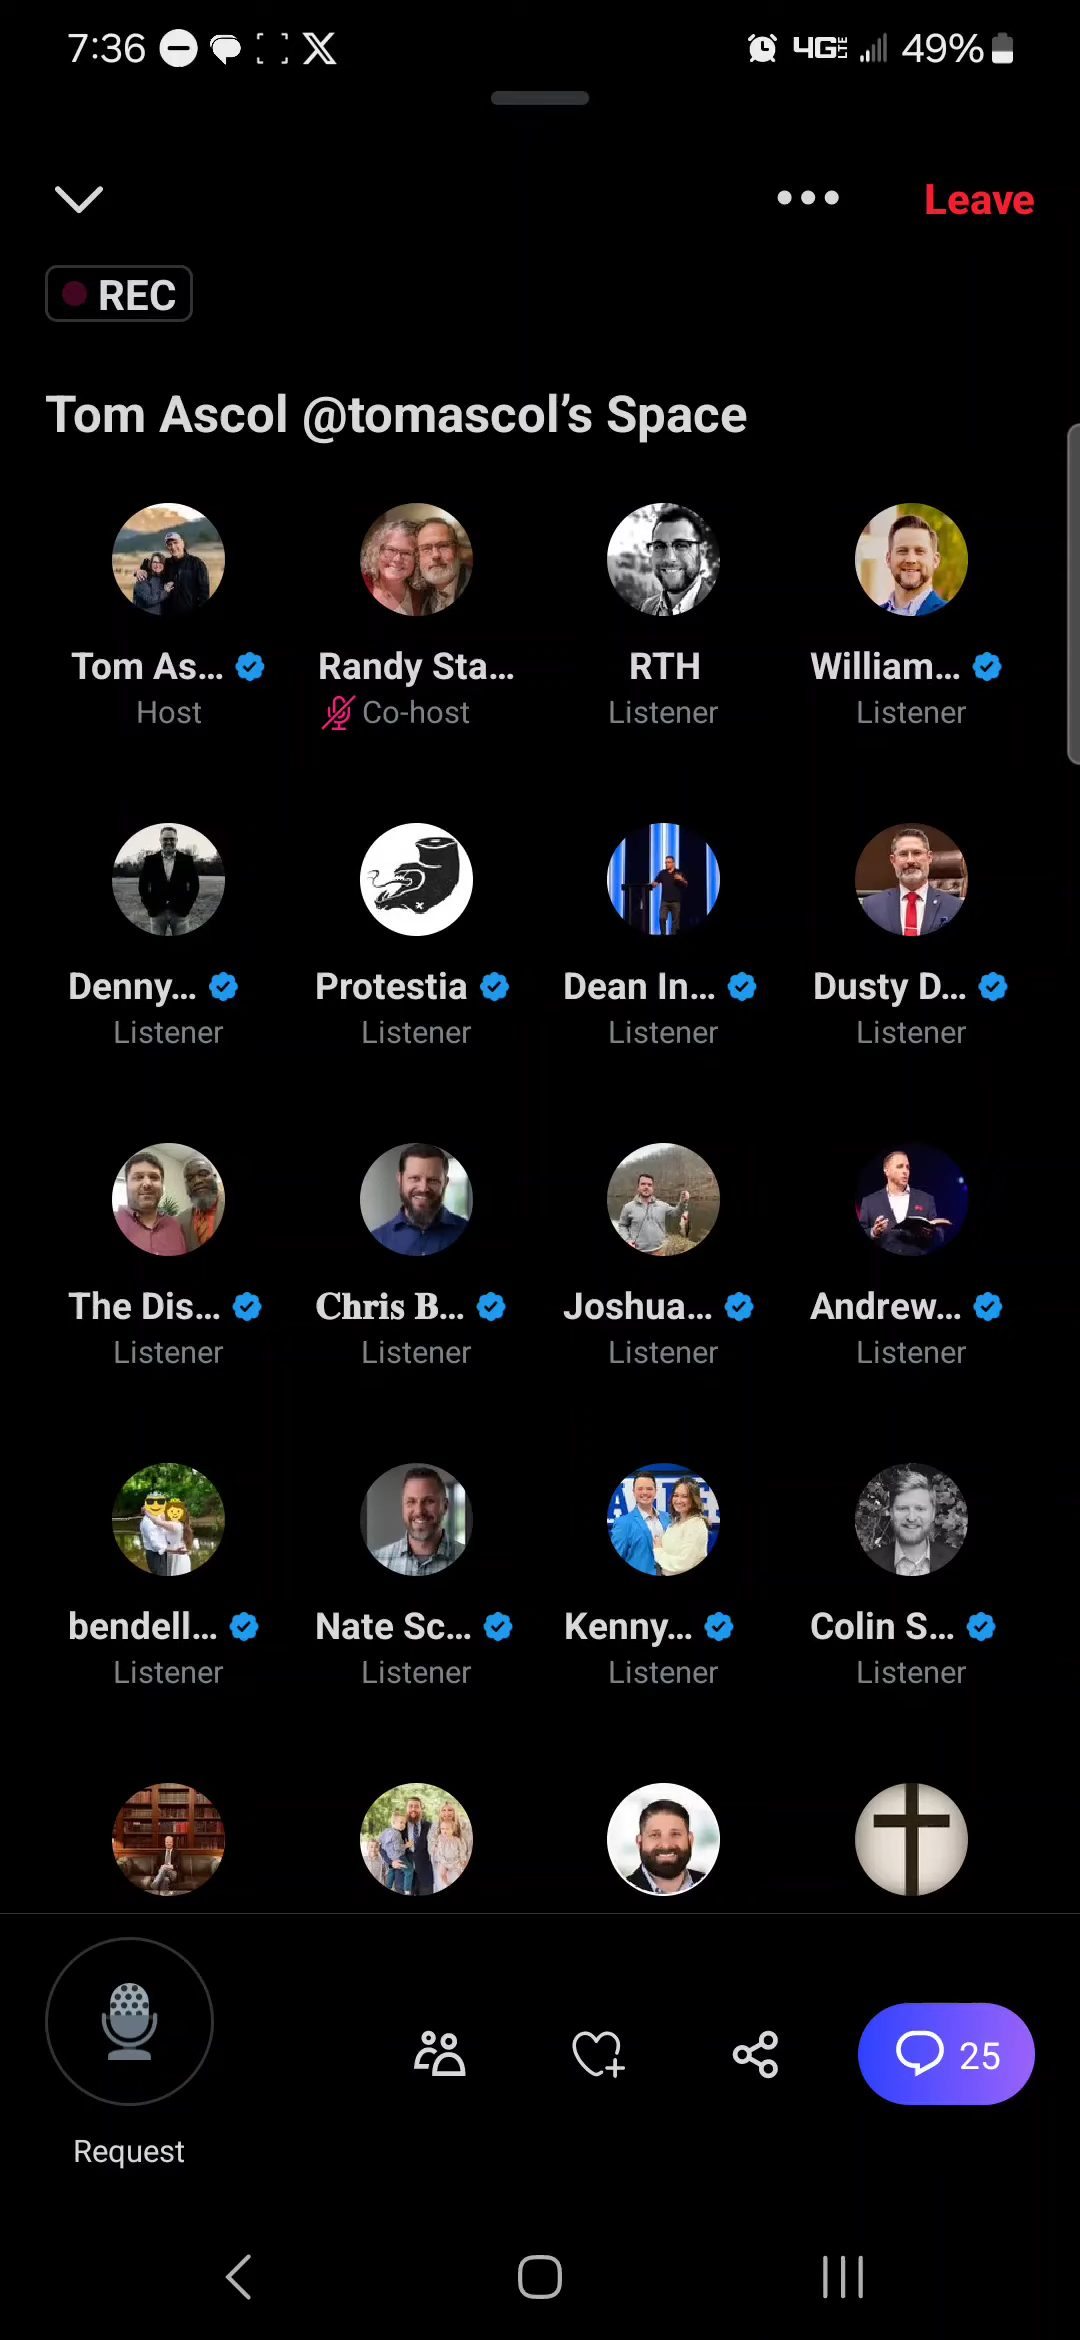 7:36 4G LTE 49%
Leave
REC
Tom Ascol @tomascol’s Space
Tom As... Randy Sta... RTH William...
Host Co-host Listener Listener
Denny... Protestia Dean In... Dusty D...
Listener Listener Listener Listener
The Dis... Chris B... Joshua... Andrew...
Listener Listener Listener Listener
bendell... Nate Sc... Kenny... Colin S...
Listener Listener Listener Listener
25
Request